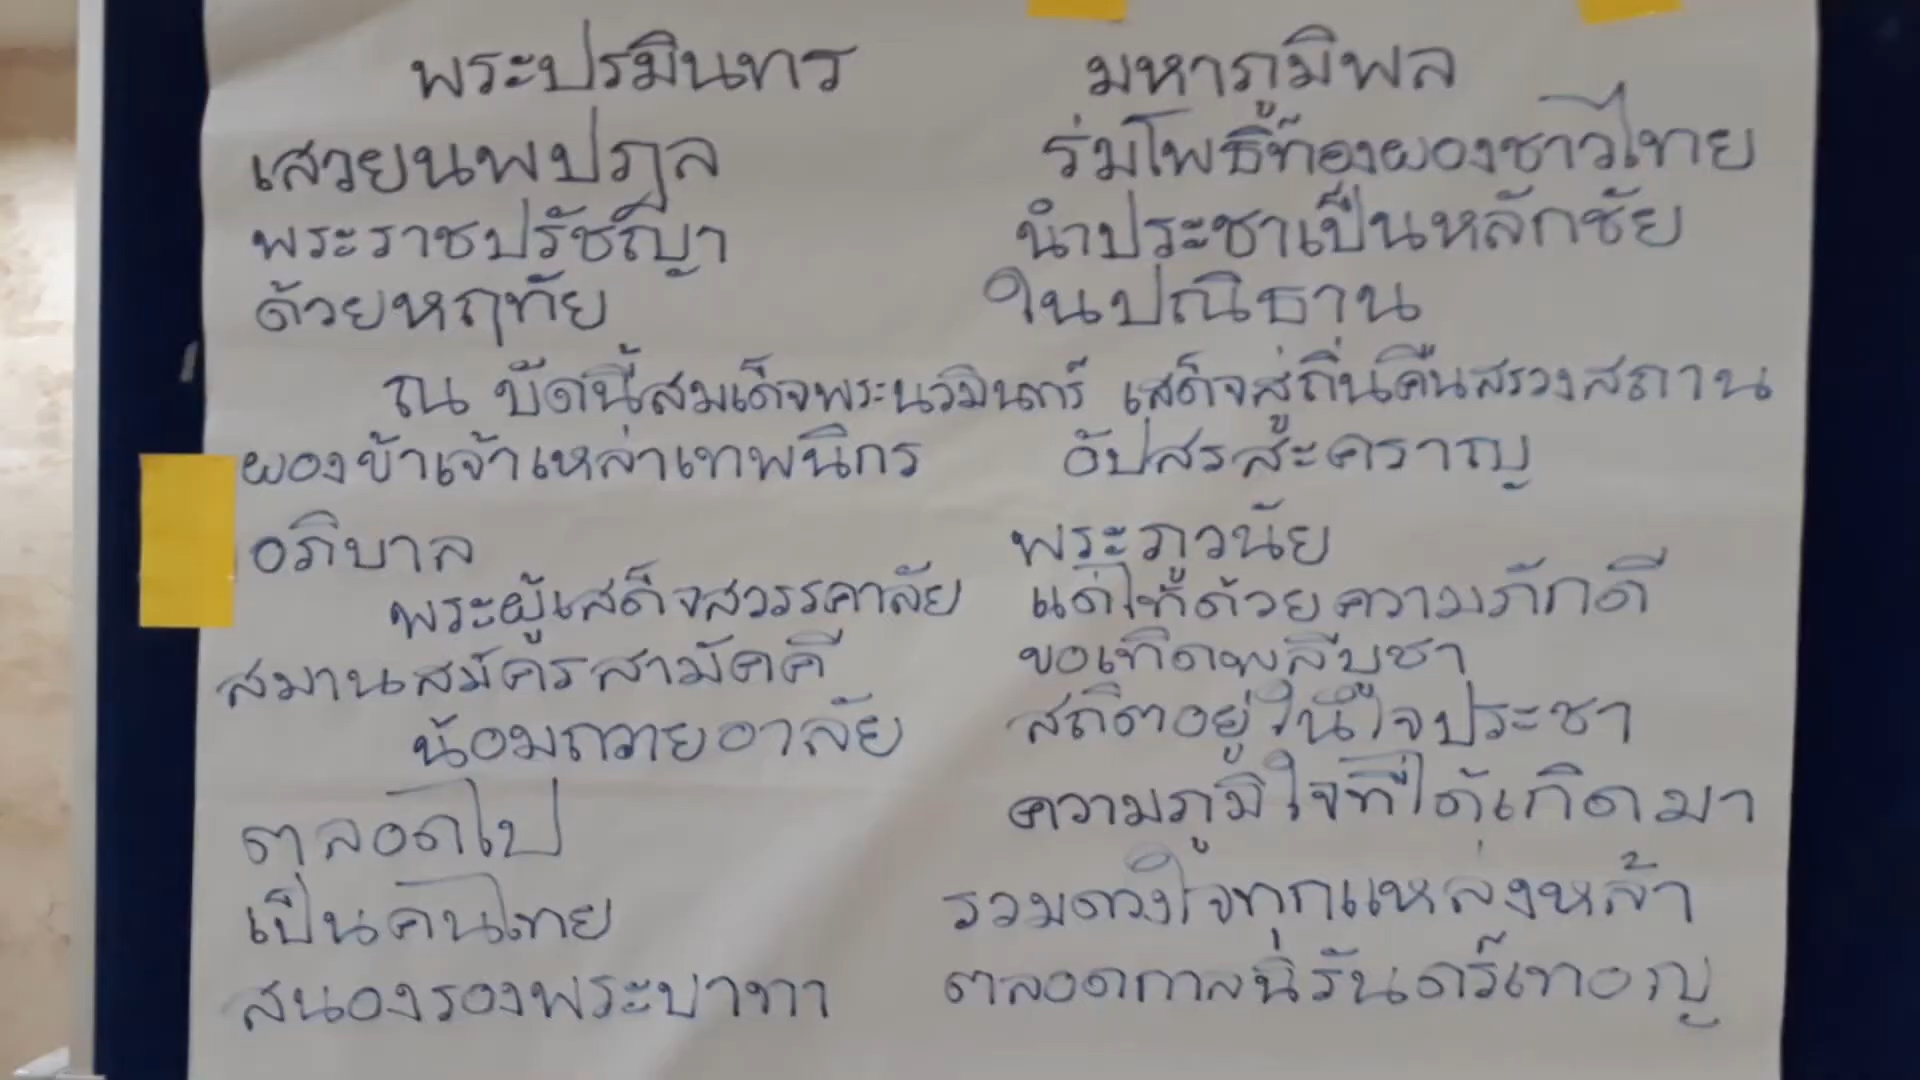 พระปรมินทร มหาภูมิพล
เสวยนพปฎล ร่มโพธิ์ทองผองชาวไทย
พระราชปรัชญา นำประชาเป็นหลักชัย
ด้วยหฤทัย ในปณิธาน
ณ บัดนี้สมเด็จพระนวมินทร์ เสด็จสู่ถิ่นคืนสรวงสถาน
ผองข้าเจ้าเหล่าเทพนิกร อัปสรสะคราญ
อภิบาล พระภูวนัย
พระผู้เสด็จสวรรคาลัย แด่ไท้ด้วยความภักดี
สมานสมัครสามัคคี ขอเทิดพลีบูชา
น้อมถวายอาลัย สถิตอยู่ในใจประชา
ตลอดไป ความภูมิใจที่ได้เกิดมา
เป็นคนไทย รวมดวงใจทุกแหล่งหล้า
สนองรองพระบาทา ตลอดกาลนิรันดร์เทอญ